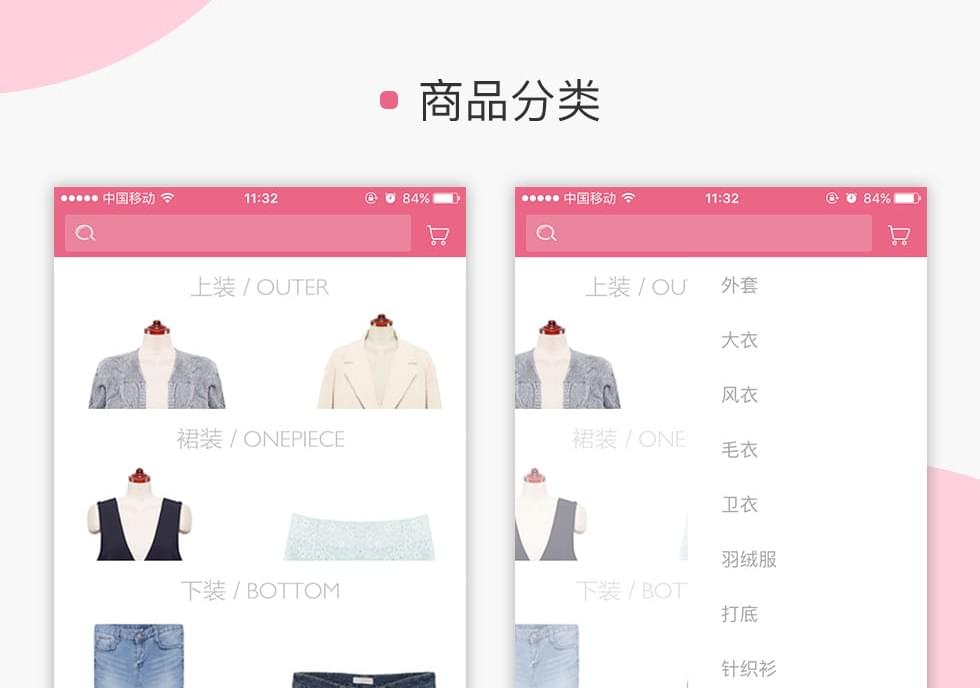 商品分类
中国移动 11:32 84%
上装 / OUTER
裙装 / ONEPIECE
下装 / BOTTOM
中国移动 11:32 84%
上装 / OU
裙装 / ONE
下装 / BOT
外套
大衣
风衣
毛衣
卫衣
羽绒服
打底
针织衫